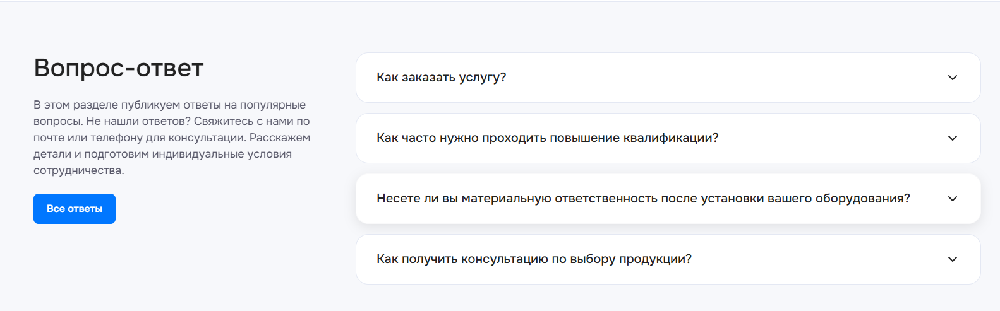 Вопрос-ответ
В этом разделе публикуем ответы на популярные
вопросы. Не нашли ответов? Свяжитесь с нами по
почте или телефону для консультации. Расскажем
детали и подготовим индивидуальные условия
сотрудничества.
Все ответы
Как заказать услугу?
Как часто нужно проходить повышение квалификации?
Несете ли вы материальную ответственность после установки вашего оборудования?
Как получить консультацию по выбору продукции?